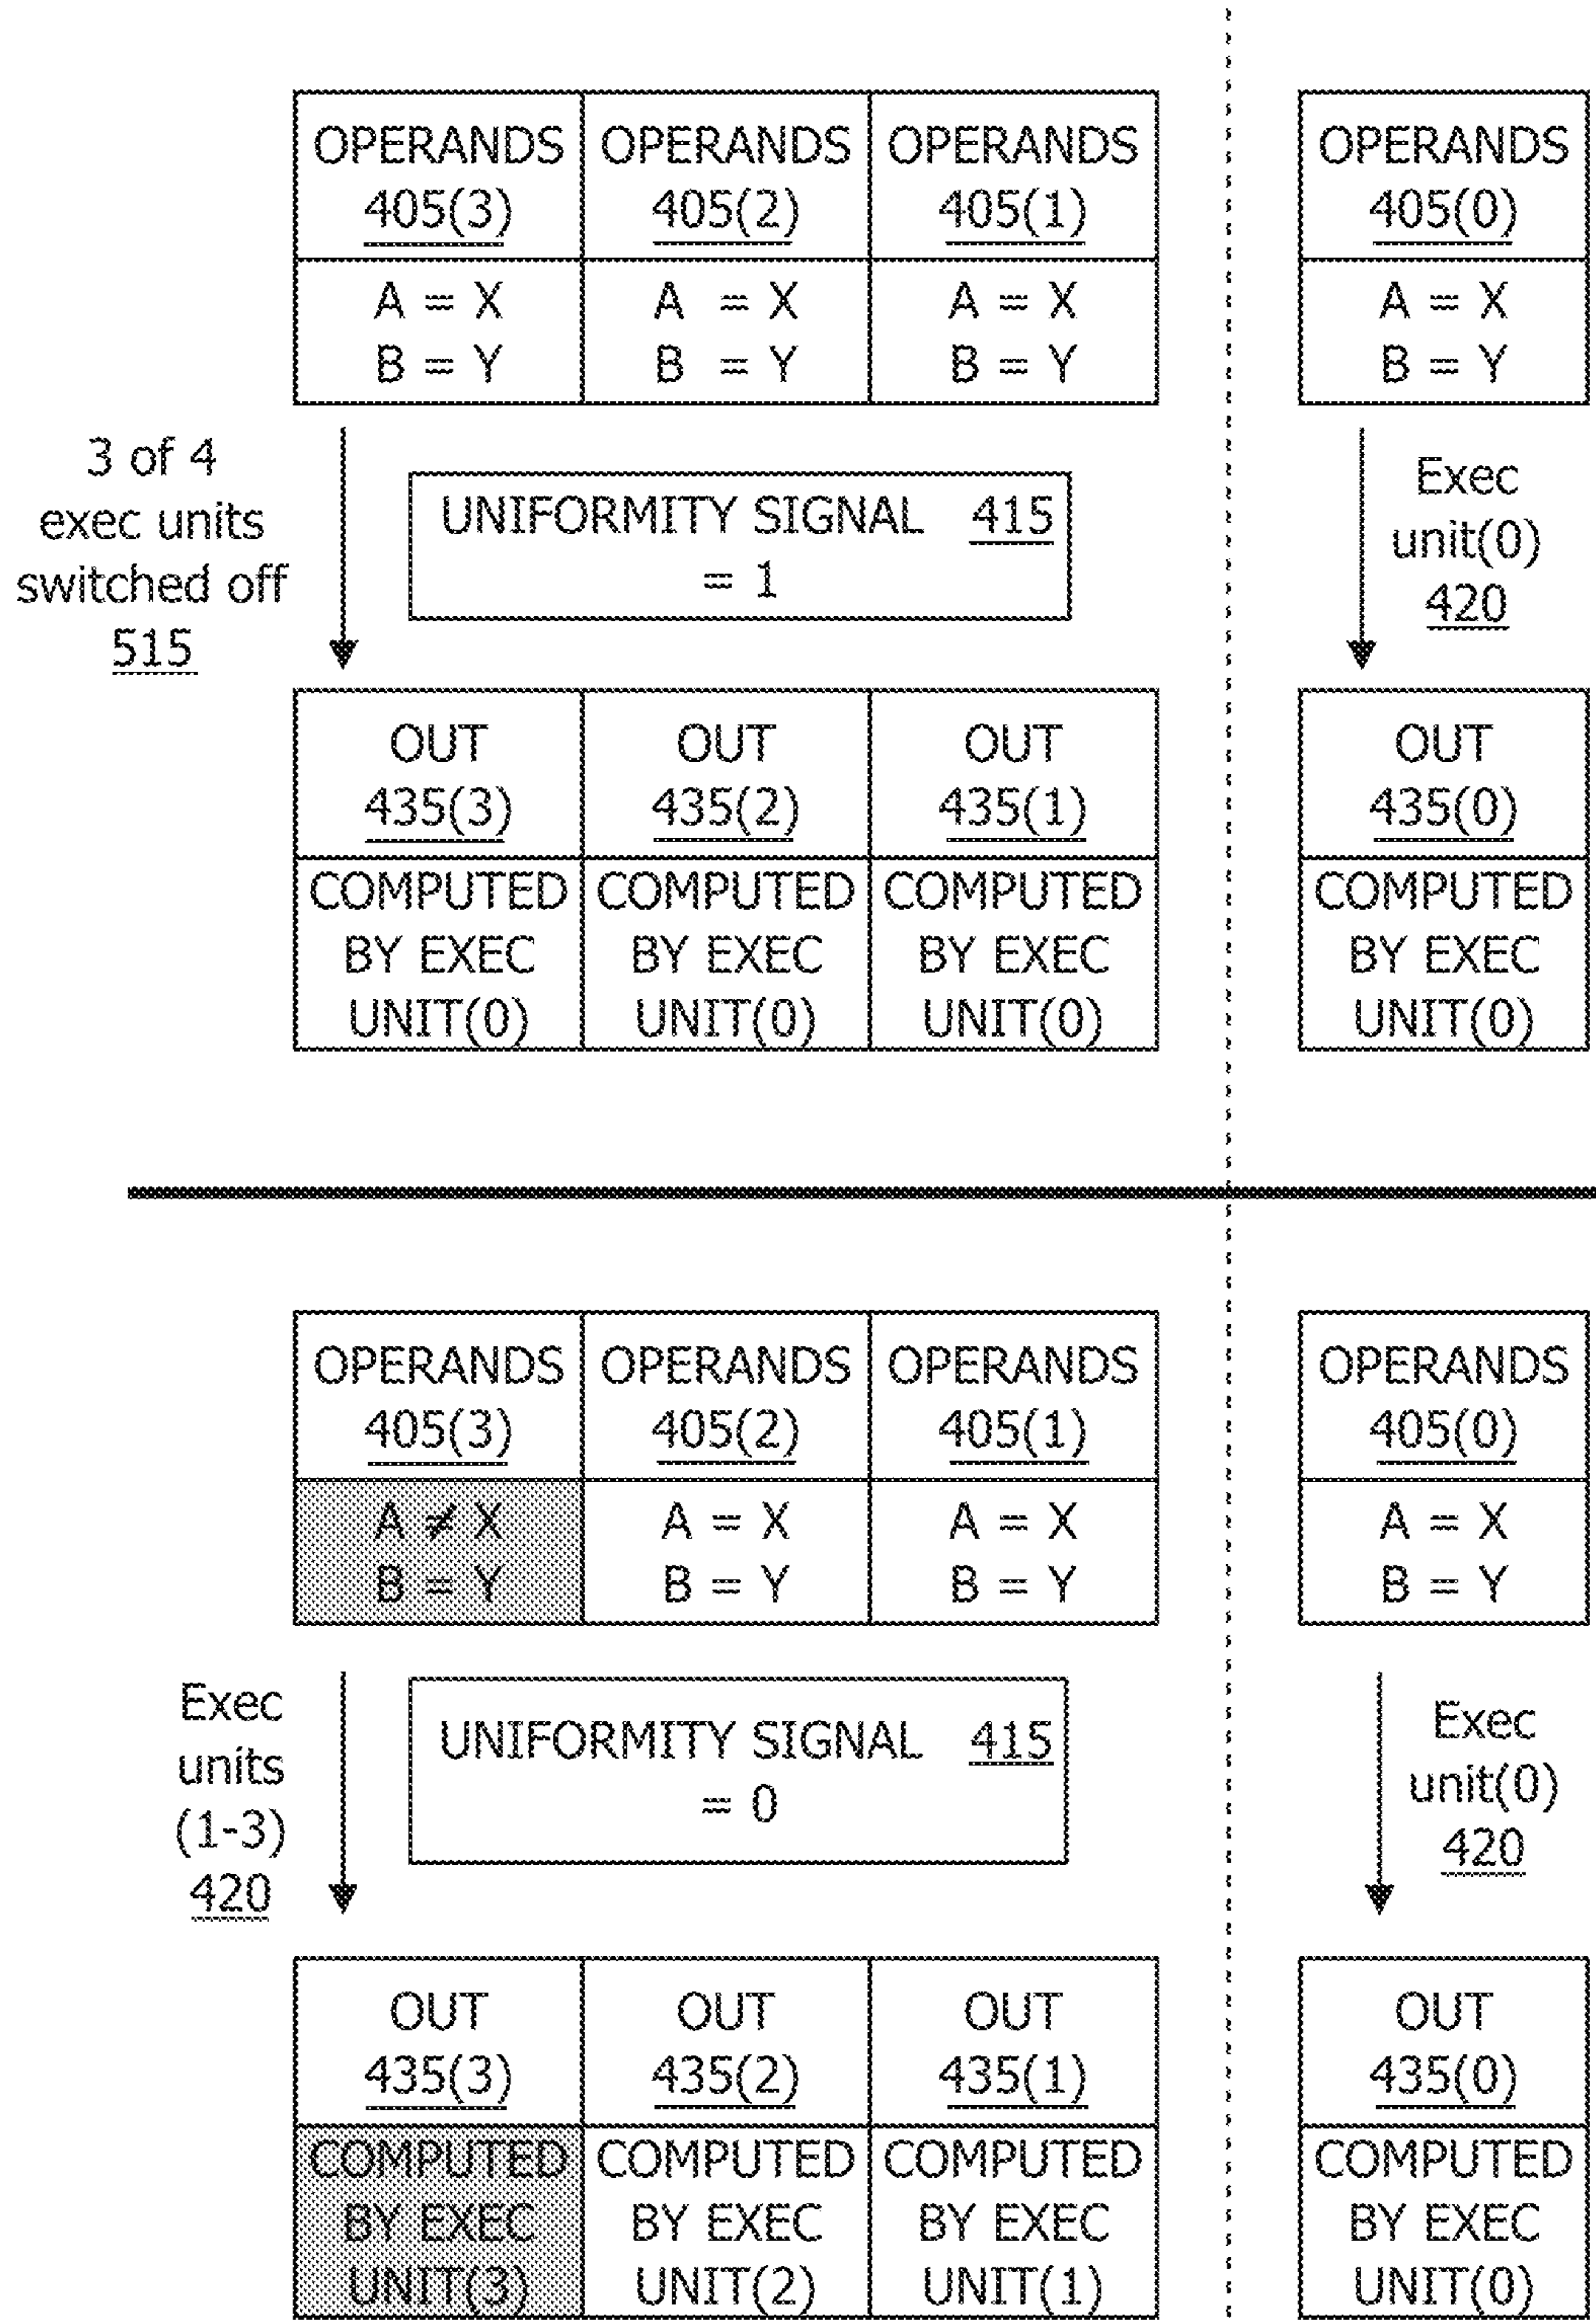 OPERANDS OPERANDS OPERANDS OPERANDS
405(3) 405(2) 405(1) 405(0)
A = X A = X A = X A = X
B = Y B = Y B = Y B = Y
3 of 4
exec units
switched off
515
UNIFORMITY SIGNAL 415
= 1
Exec
unit(0)
420
OUT OUT OUT OUT
435(3) 435(2) 435(1) 435(0)
COMPUTED COMPUTED COMPUTED COMPUTED
BY EXEC BY EXEC BY EXEC BY EXEC
UNIT(0) UNIT(0) UNIT(0) UNIT(0)
OPERANDS OPERANDS OPERANDS OPERANDS
405(3) 405(2) 405(1) 405(0)
A ≠ X A = X A = X A = X
B = Y B = Y B = Y B = Y
Exec
units
(1-3)
420
UNIFORMITY SIGNAL 415
= 0
Exec
unit(0)
420
OUT OUT OUT OUT
435(3) 435(2) 435(1) 435(0)
COMPUTED COMPUTED COMPUTED COMPUTED
BY EXEC BY EXEC BY EXEC BY EXEC
UNIT(3) UNIT(2) UNIT(1) UNIT(0)